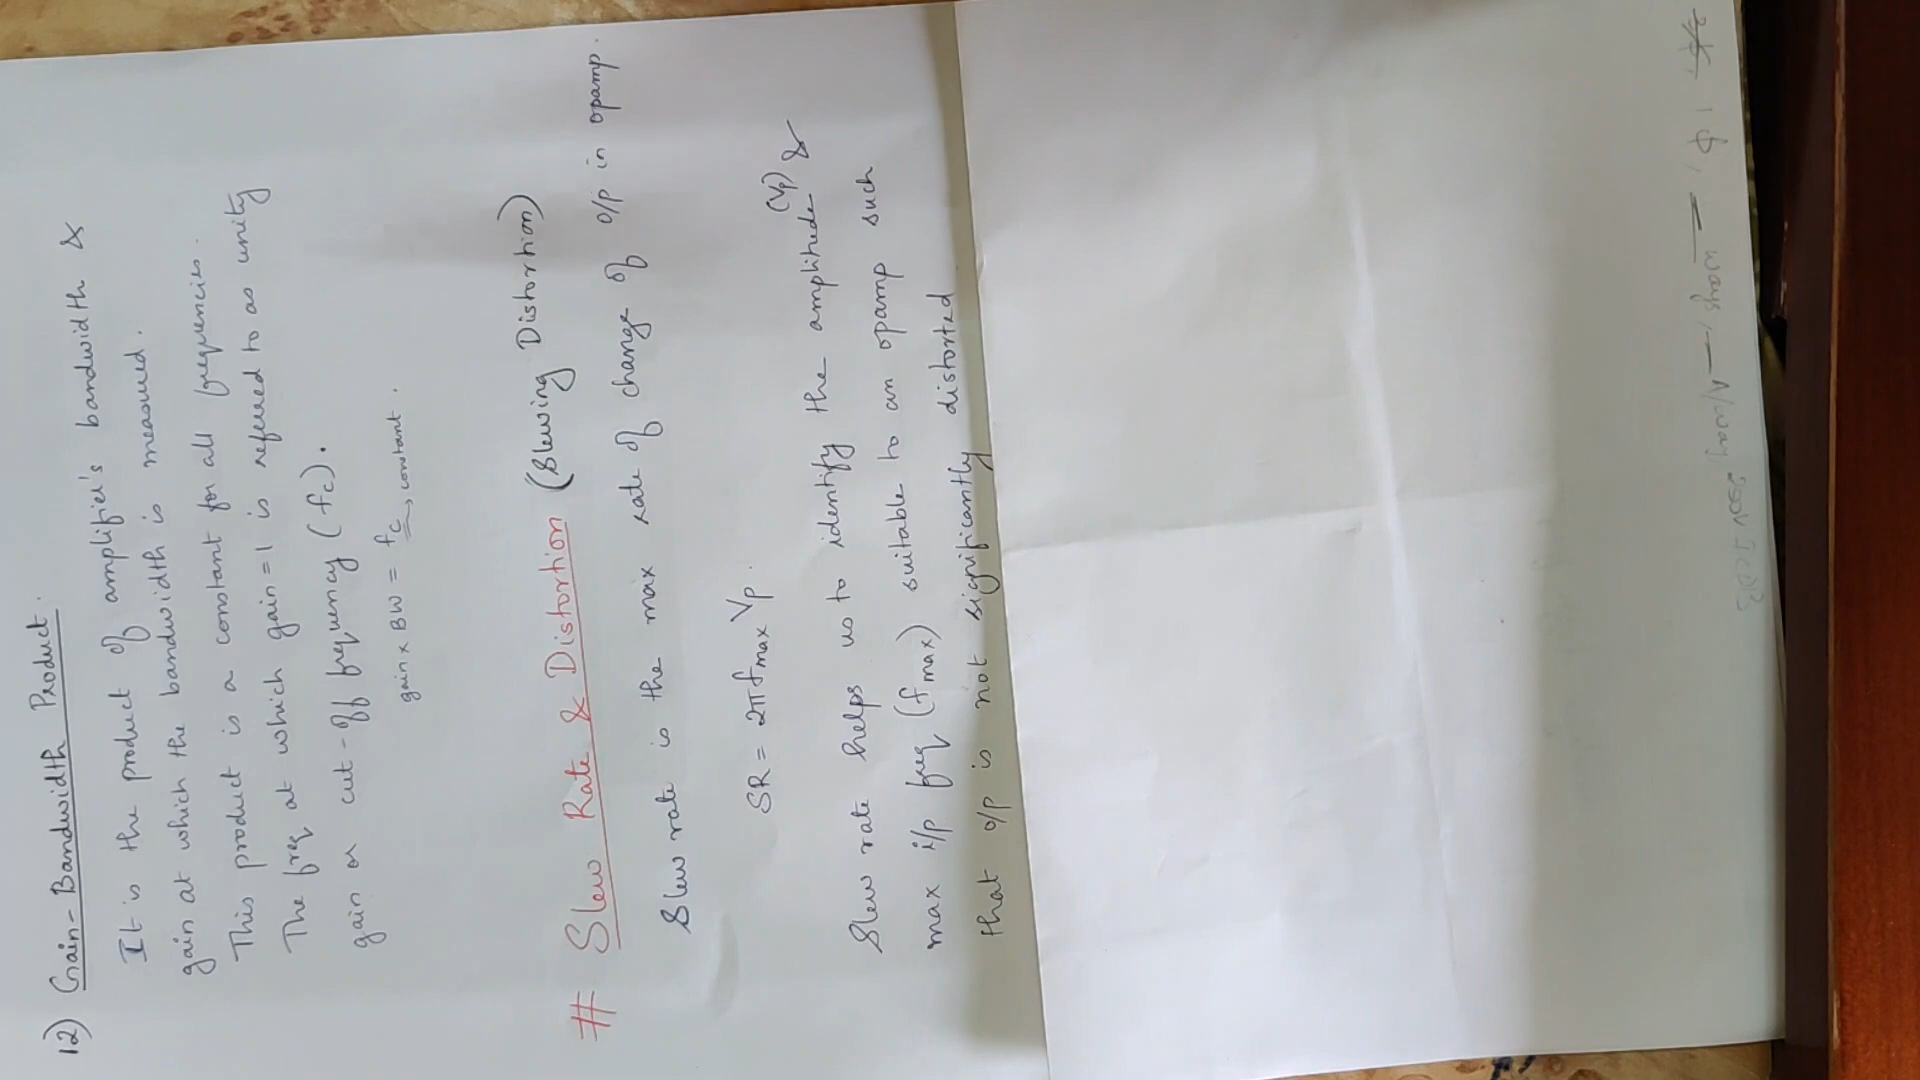 12) Gain-Bandwidth Product.
It is the product of amplifier's bandwidth &
gain at which the bandwidth is measured.
This product is a constant for all frequencies.
The freq at which gain = 1 is referred to as unity
gain or cut-off frequency (fc).
gain x BW = fc → constant.
# Slew Rate & Distortion (Slewing Distortion)
Slew rate is the max rate of change of o/p in opamp.
SR = 2πfmax Vp.
Slew rate helps us to identify the amplitude (Vp) &
max i/p freq (fmax) suitable to an opamp such
that o/p is not significantly distorted